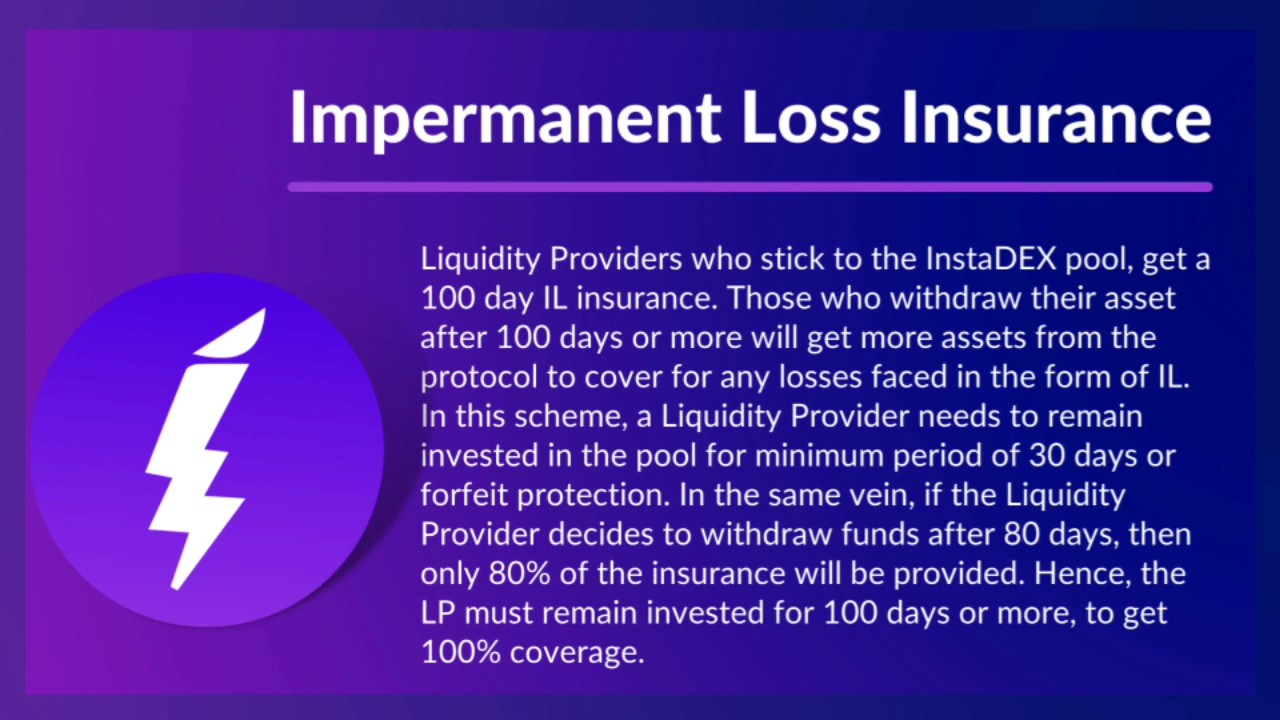 Impermanent Loss Insurance
Liquidity Providers who stick to the InstaDEX pool, get a
100 day IL insurance. Those who withdraw their asset
after 100 days or more will get more assets from the
protocol to cover for any losses faced in the form of IL.
In this scheme, a Liquidity Provider needs to remain
invested in the pool for minimum period of 30 days or
forfeit protection. In the same vein, if the Liquidity
Provider decides to withdraw funds after 80 days, then
only 80% of the insurance will be provided. Hence, the
LP must remain invested for 100 days or more, to get
100% coverage.